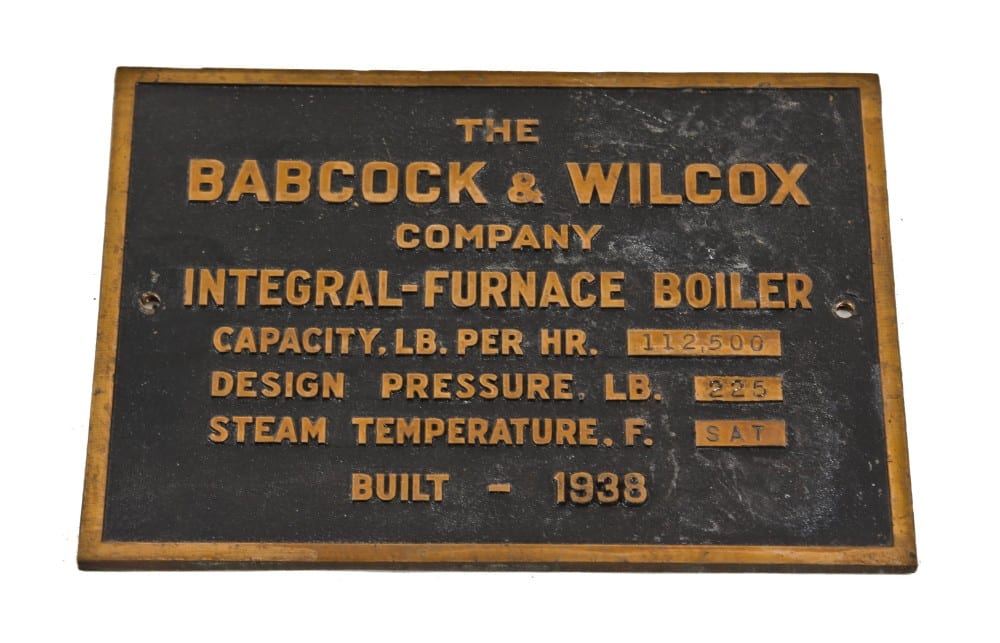 THE
BABCOCK & WILCOX
COMPANY
INTEGRAL-FURNACE BOILER
CAPACITY, LB. PER HR. 112,500
DESIGN PRESSURE, LB. 225
STEAM TEMPERATURE, F. SAT
BUILT - 1938